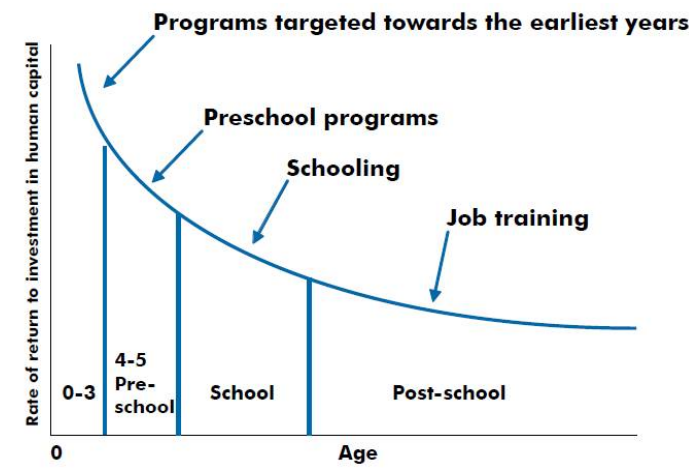 Programs targeted towards the earliest years
Preschool programs
Schooling
Job training
Rate of return to investment in human capital
0-3
4-5
Pre-
school
School
Post-school
0
Age